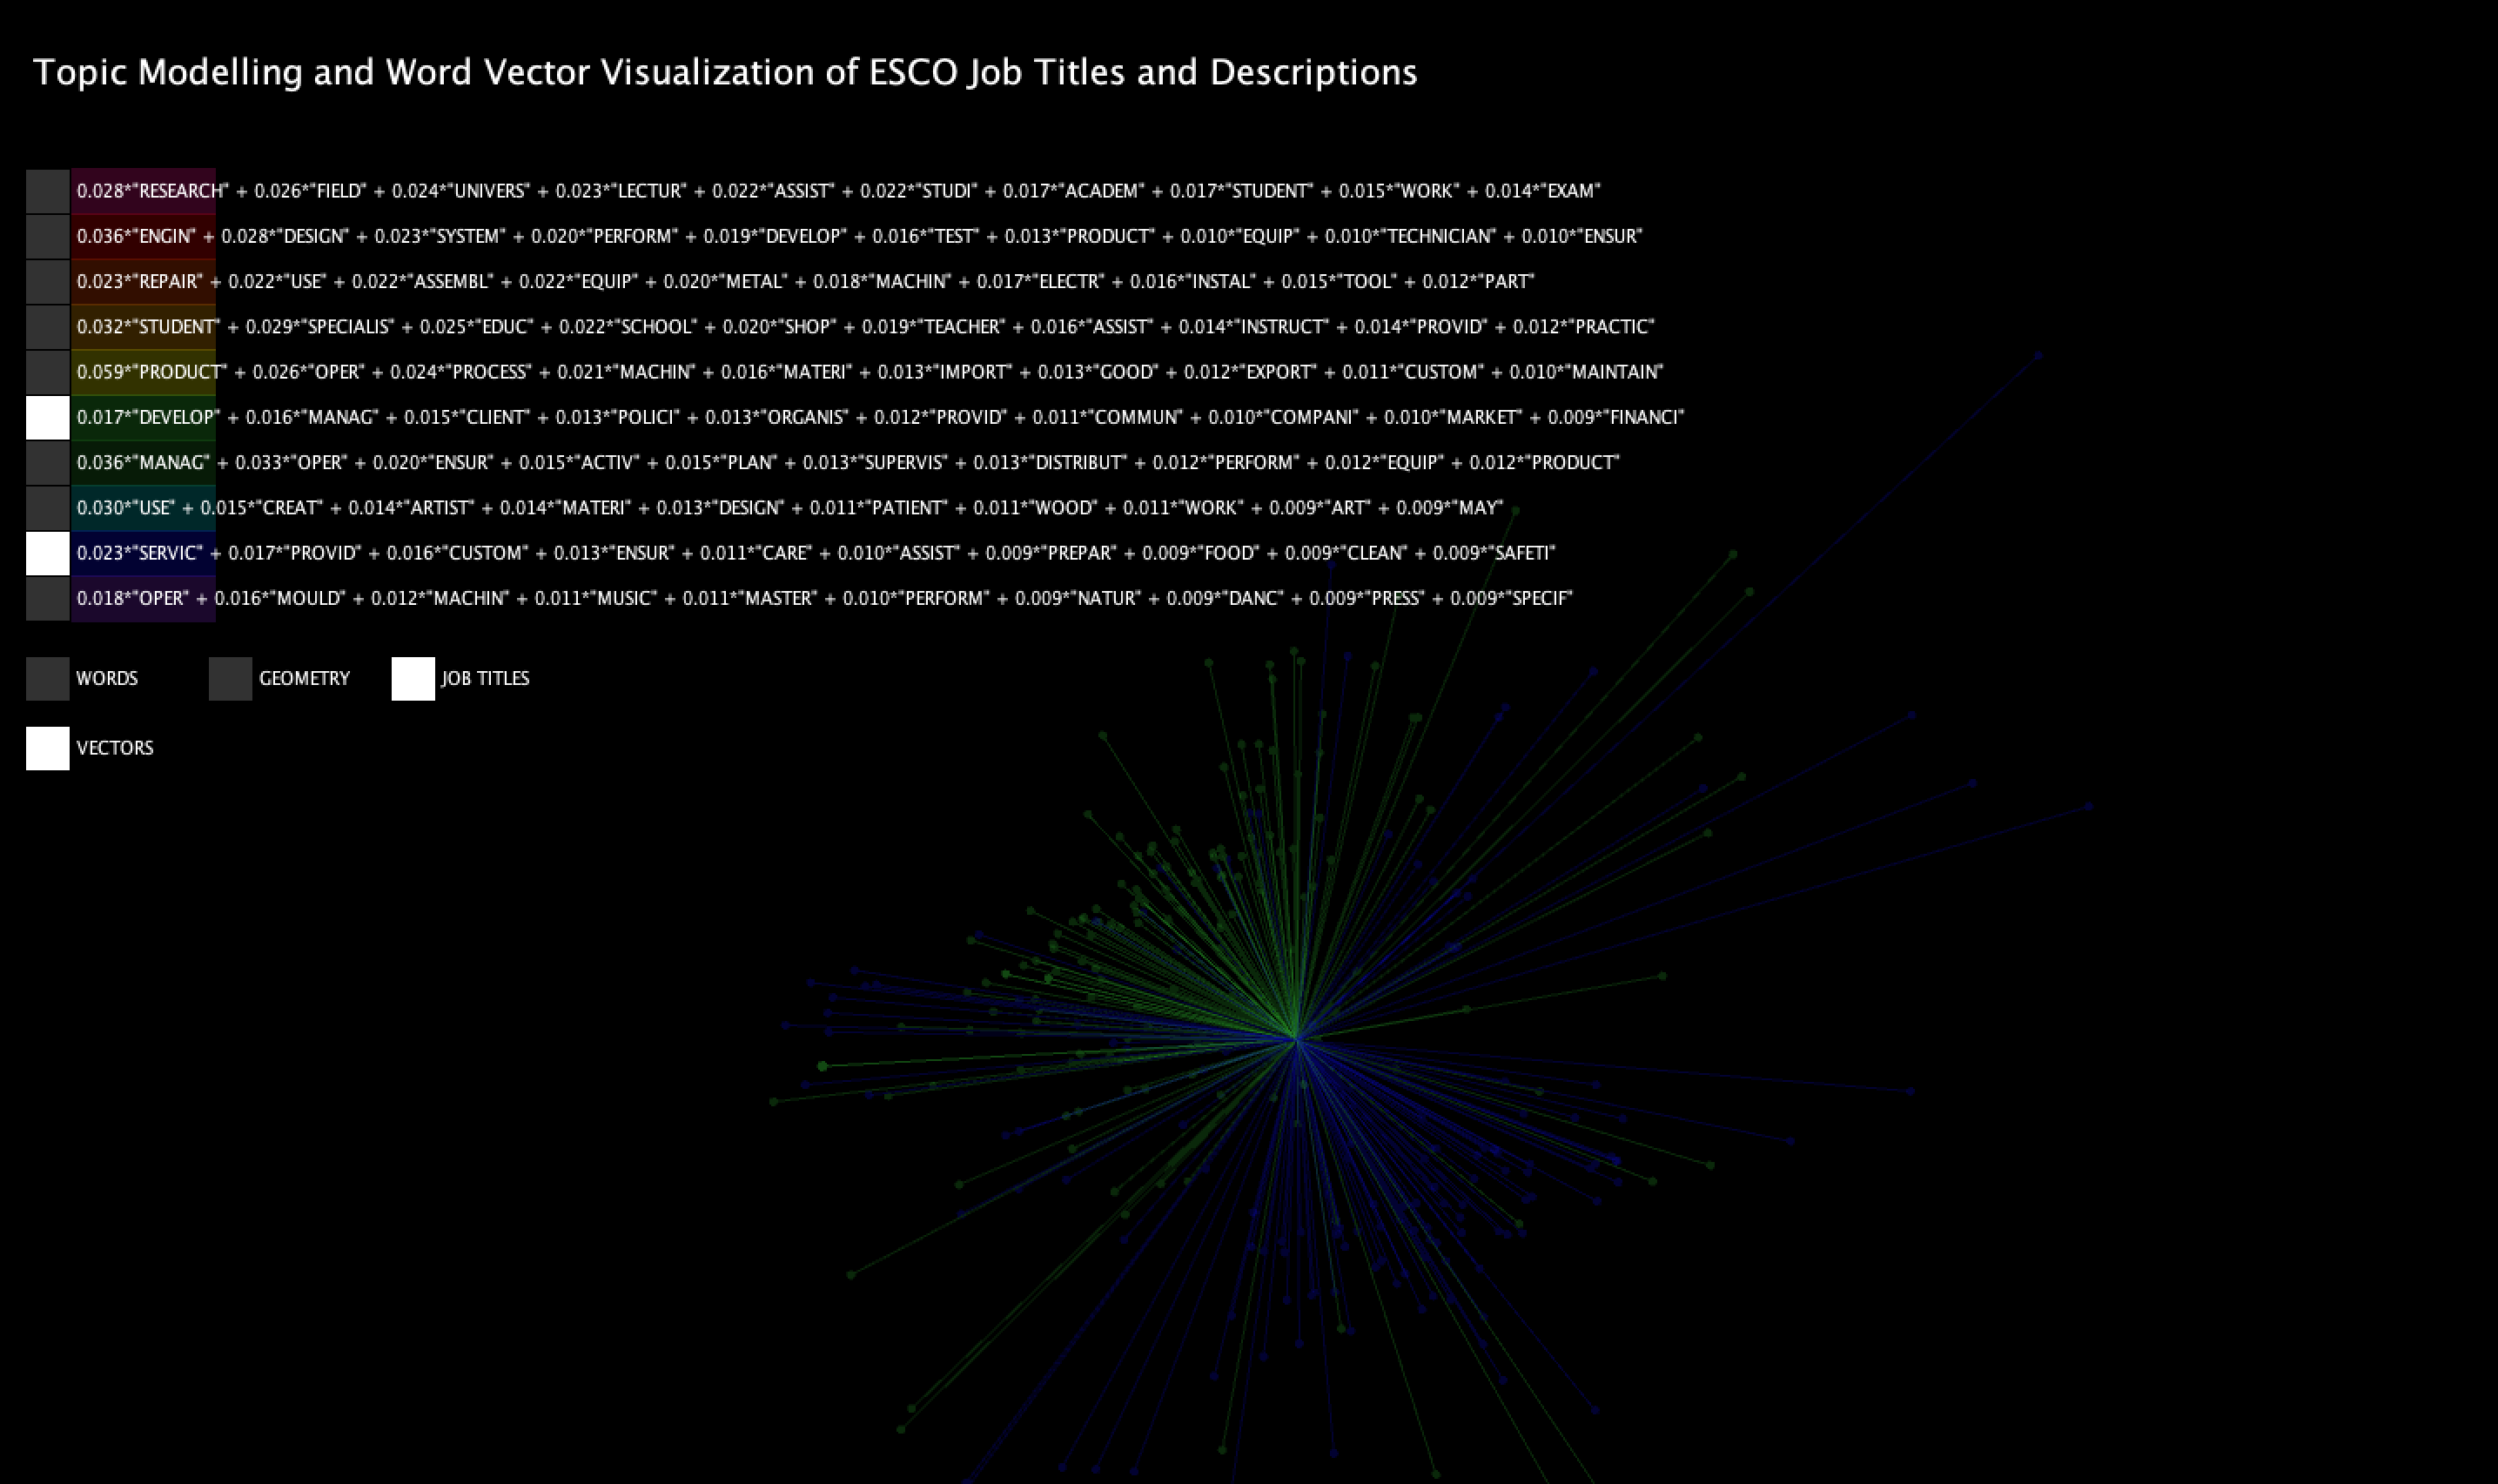 Topic Modelling and Word Vector Visualization of ESCO Job Titles and Descriptions
0.028*"RESEARCH" + 0.026*"FIELD" + 0.024*"UNIVERS" + 0.023*"LECTUR" + 0.022*"ASSIST" + 0.022*"STUDI" + 0.017*"ACADEM" + 0.017*"STUDENT" + 0.015*"WORK" + 0.014*"EXAM"
0.036*"ENGIN" + 0.028*"DESIGN" + 0.023*"SYSTEM" + 0.020*"PERFORM" + 0.019*"DEVELOP" + 0.016*"TEST" + 0.013*"PRODUCT" + 0.010*"EQUIP" + 0.010*"TECHNICIAN" + 0.010*"ENSUR"
0.023*"REPAIR" + 0.022*"USE" + 0.022*"ASSEMBL" + 0.022*"EQUIP" + 0.020*"METAL" + 0.018*"MACHIN" + 0.017*"ELECTR" + 0.016*"INSTAL" + 0.015*"TOOL" + 0.012*"PART"
0.032*"STUDENT" + 0.029*"SPECIALIS" + 0.025*"EDUC" + 0.022*"SCHOOL" + 0.020*"SHOP" + 0.019*"TEACHER" + 0.016*"ASSIST" + 0.014*"INSTRUCT" + 0.014*"PROVID" + 0.012*"PRACTIC"
0.059*"PRODUCT" + 0.026*"OPER" + 0.024*"PROCESS" + 0.021*"MACHIN" + 0.016*"MATERI" + 0.013*"IMPORT" + 0.013*"GOOD" + 0.012*"EXPORT" + 0.011*"CUSTOM" + 0.010*"MAINTAIN"
0.017*"DEVELOP" + 0.016*"MANAG" + 0.015*"CLIENT" + 0.013*"POLICI" + 0.013*"ORGANIS" + 0.012*"PROVID" + 0.011*"COMMUN" + 0.010*"COMPANI" + 0.010*"MARKET" + 0.009*"FINANCI"
0.036*"MANAG" + 0.033*"OPER" + 0.020*"ENSUR" + 0.015*"ACTIV" + 0.015*"PLAN" + 0.013*"SUPERVIS" + 0.013*"DISTRIBUT" + 0.012*"PERFORM" + 0.012*"EQUIP" + 0.012*"PRODUCT"
0.030*"USE" + 0.015*"CREAT" + 0.014*"ARTIST" + 0.014*"MATERI" + 0.013*"DESIGN" + 0.011*"PATIENT" + 0.011*"WOOD" + 0.011*"WORK" + 0.009*"ART" + 0.009*"MAY"
0.023*"SERVIC" + 0.017*"PROVID" + 0.016*"CUSTOM" + 0.013*"ENSUR" + 0.011*"CARE" + 0.010*"ASSIST" + 0.009*"PREPAR" + 0.009*"FOOD" + 0.009*"CLEAN" + 0.009*"SAFETI"
0.018*"OPER" + 0.016*"MOULD" + 0.012*"MACHIN" + 0.011*"MUSIC" + 0.011*"MASTER" + 0.010*"PERFORM" + 0.009*"NATUR" + 0.009*"DANC" + 0.009*"PRESS" + 0.009*"SPECIF"
WORDS GEOMETRY JOB TITLES
VECTORS